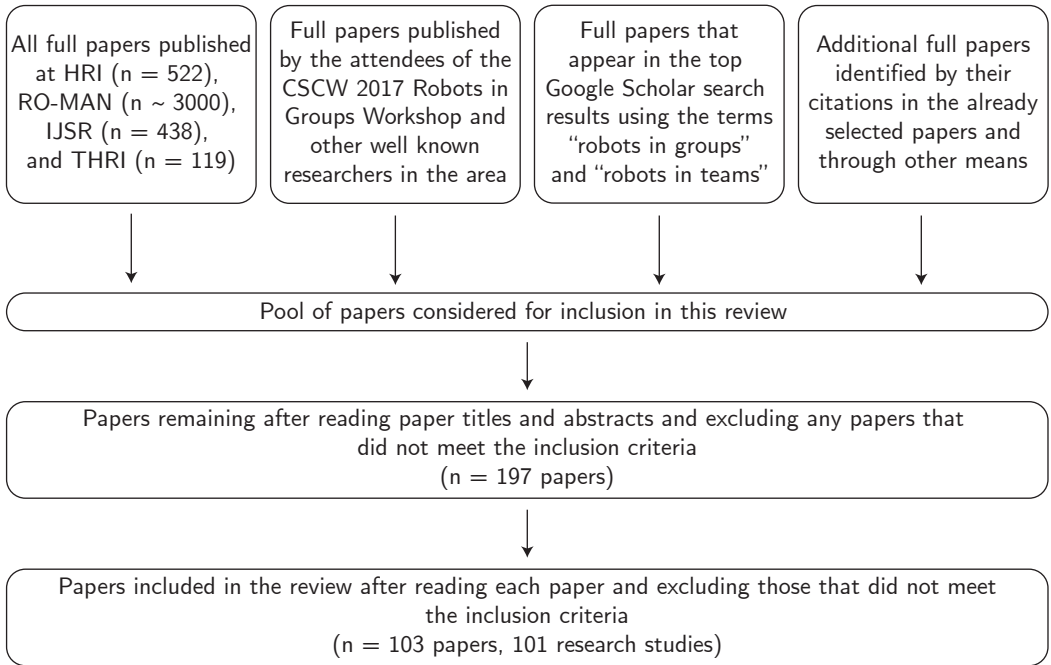 All full papers published
at HRI (n = 522),
RO-MAN (n ~ 3000),
IJSR (n = 438),
and THRI (n = 119)
Full papers published
by the attendees of the
CSCW 2017 Robots in
Groups Workshop and
other well known
researchers in the area
Full papers that
appear in the top
Google Scholar search
results using the terms
“robots in groups”
and “robots in teams”
Additional full papers
identified by their
citations in the already
selected papers and
through other means
Pool of papers considered for inclusion in this review
Papers remaining after reading paper titles and abstracts and excluding any papers that
did not meet the inclusion criteria
(n = 197 papers)
Papers included in the review after reading each paper and excluding those that did not meet
the inclusion criteria
(n = 103 papers, 101 research studies)